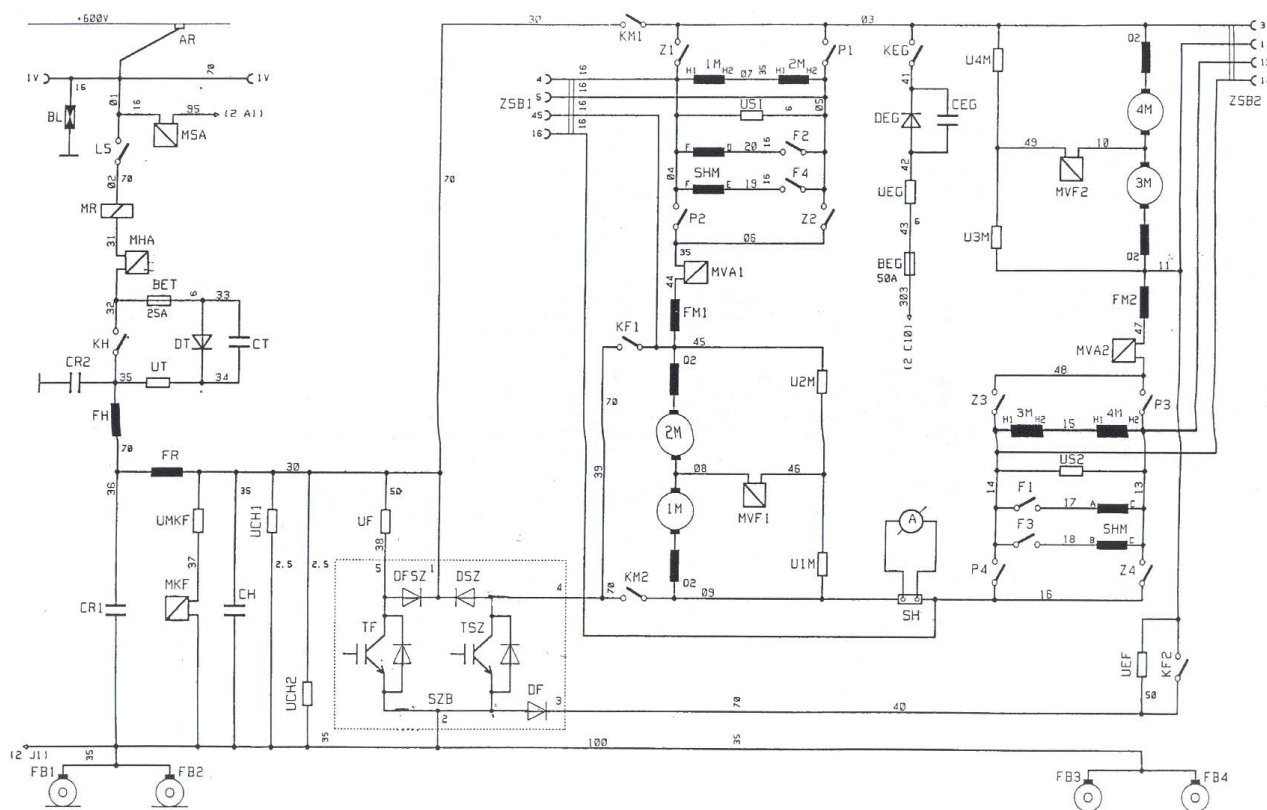 +600V
AR
30
KM1
03
1V
70
1V
16
01
16
95
(2 A1)
BL
MSA
LS
02
70
MR
31
MHA
32
BET
6
33
25A
KH
DT
CT
CR2
35
UT
34
FH
70
FR
30
36
UMKF
37
MKF
CR1
35
CH
UCH1
2.5
2.5
UCH2
35
50
UF
38
70
5
DFSZ
1
DSZ
4
TF
TSZ
SZB
2
DF
3
70
40
(2 J1)
35
100
35
FB1
FB2
FB3
FB4
Z1
P1
4
16
1M
H1
H2
07
35
2M
H1
H2
5
ZSB1
16
45
16
16
16
US1
6
05
F
D
20
16
F2
SHM
F
E
19
16
F4
04
P2
Z2
06
35
MVA1
44
FM1
KF1
45
D2
U2M
70
39
2M
08
46
MVF1
1M
U1M
D2
KM2
70
09
A
SH
KEG
41
DEG
CEG
42
UEG
43
6
BEG
50A
303
(2 C10)
U4M
D2
3
ZSB2
4M
49
10
MVF2
3M
U3M
D2
11
FM2
47
MVA2
48
Z3
P3
3M
H1
H2
15
4M
H1
H2
US2
14
13
F1
17
A
C
F3
18
B
SHM
E
P4
Z4
16
UEF
50
KF2